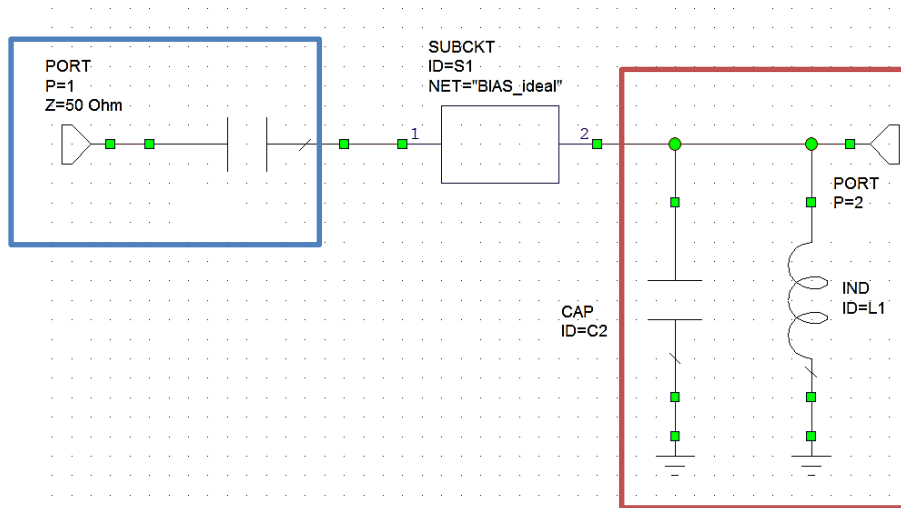 PORT
P=1
Z=50 Ohm
SUBCKT
ID=S1
NET="BIAS_ideal"
1
2
PORT
P=2
CAP
ID=C2
IND
ID=L1